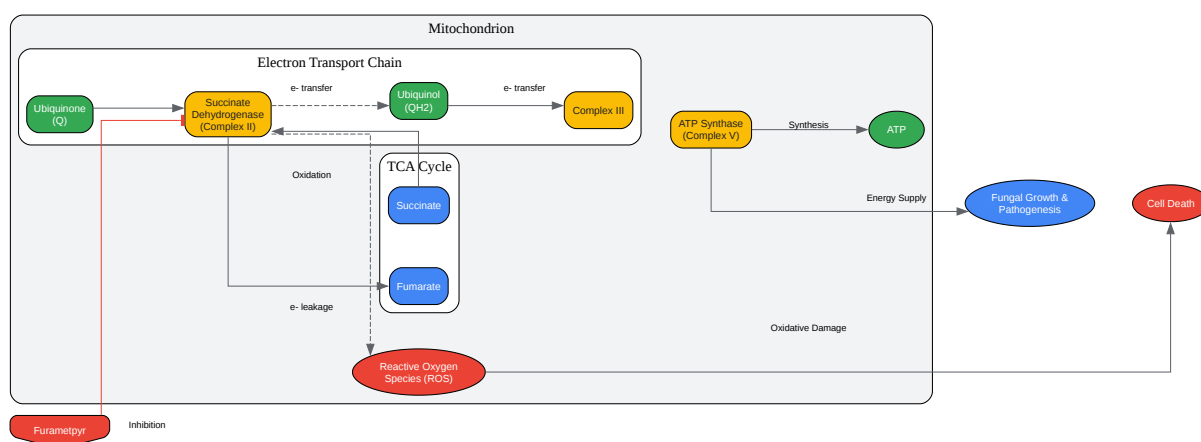 Mitochondrion
Electron Transport Chain
Ubiquinone
(Q)
Succinate
Dehydrogenase
(Complex II)
e- transfer
Ubiquinol
(QH2)
e- transfer
Complex III
ATP Synthase
(Complex V)
Synthesis
ATP
TCA Cycle
Oxidation
Succinate
Energy Supply
Fungal Growth &
Pathogenesis
Cell Death
Fumarate
e- leakage
Oxidative Damage
Reactive Oxygen
Species (ROS)
Furametpyr
Inhibition